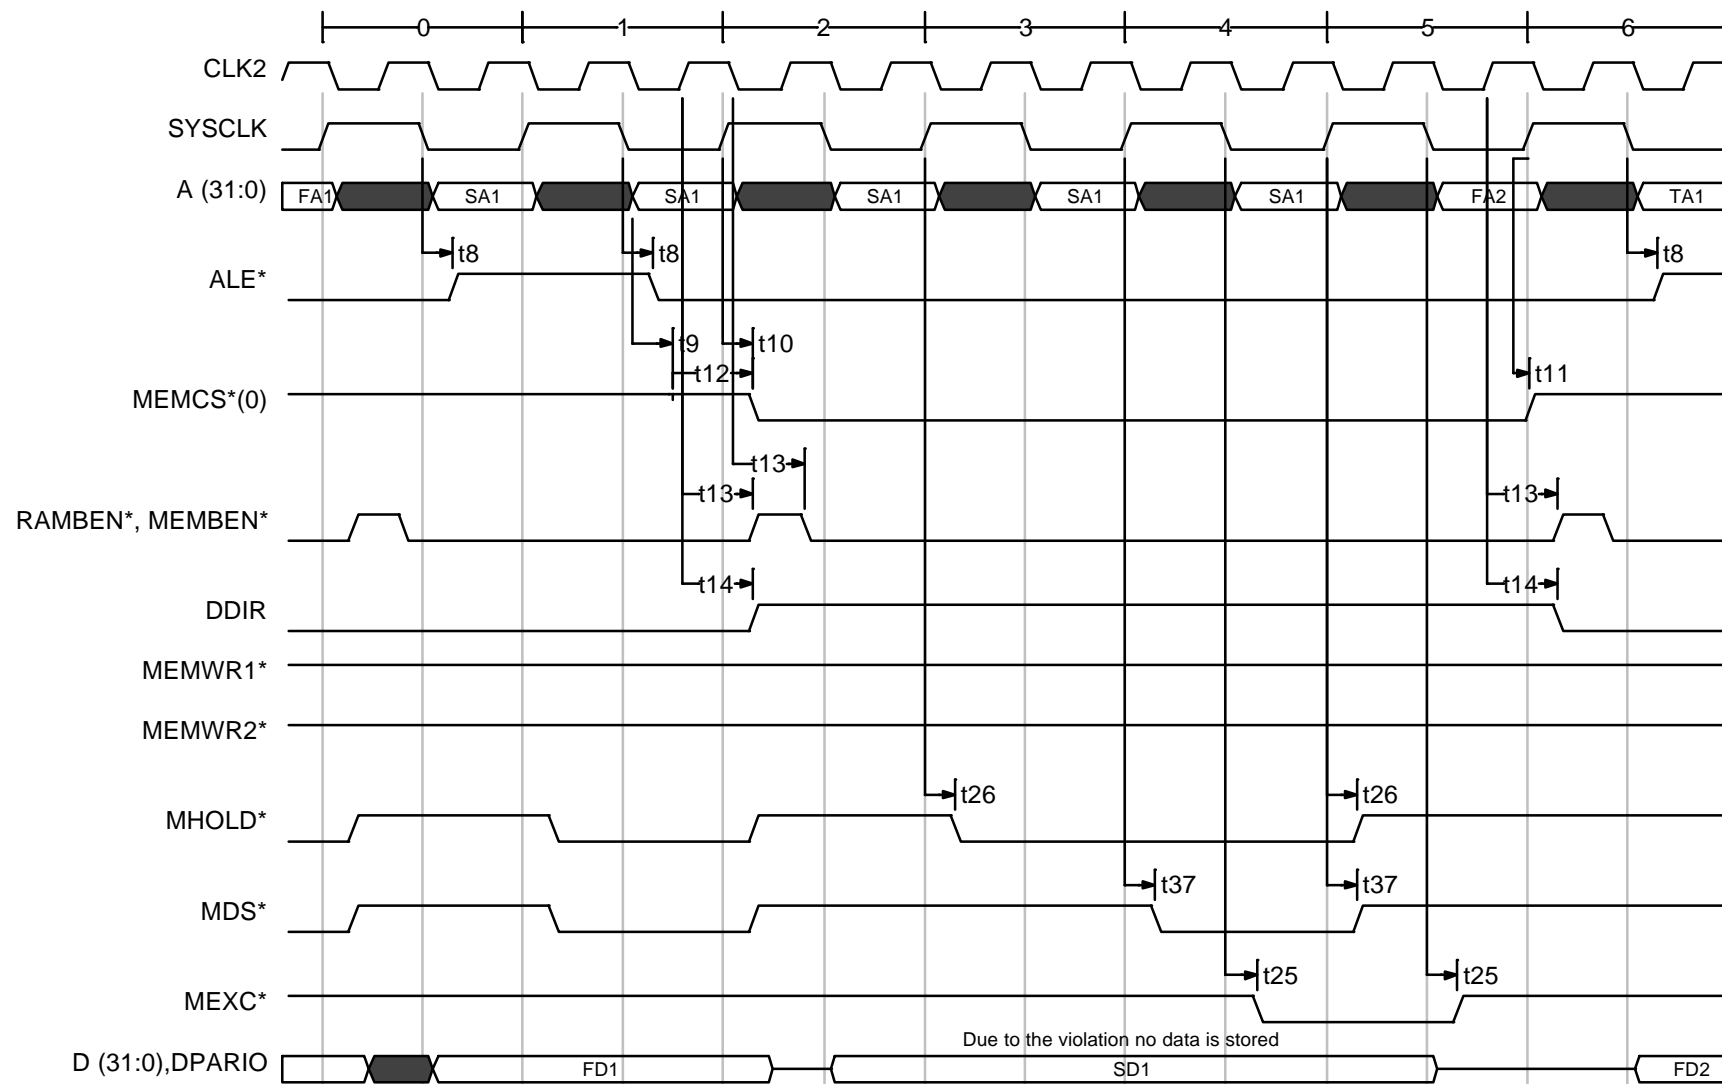 0 1 2 3 4 5 6
CLK2
SYSCLK
A (31:0) FA1 SA1 SA1 SA1 SA1 SA1 FA2 TA1
t8 t8 t8
ALE*
t9 t10
t12 t11
MEMCS*(0)
t13
t13 t13
RAMBEN*, MEMBEN*
t14 t14
DDIR
MEMWR1*
MEMWR2*
t26 t26
MHOLD*
t37 t37
MDS*
t25 t25
MEXC*
Due to the violation no data is stored
D (31:0),DPARIO FD1 SD1 FD2